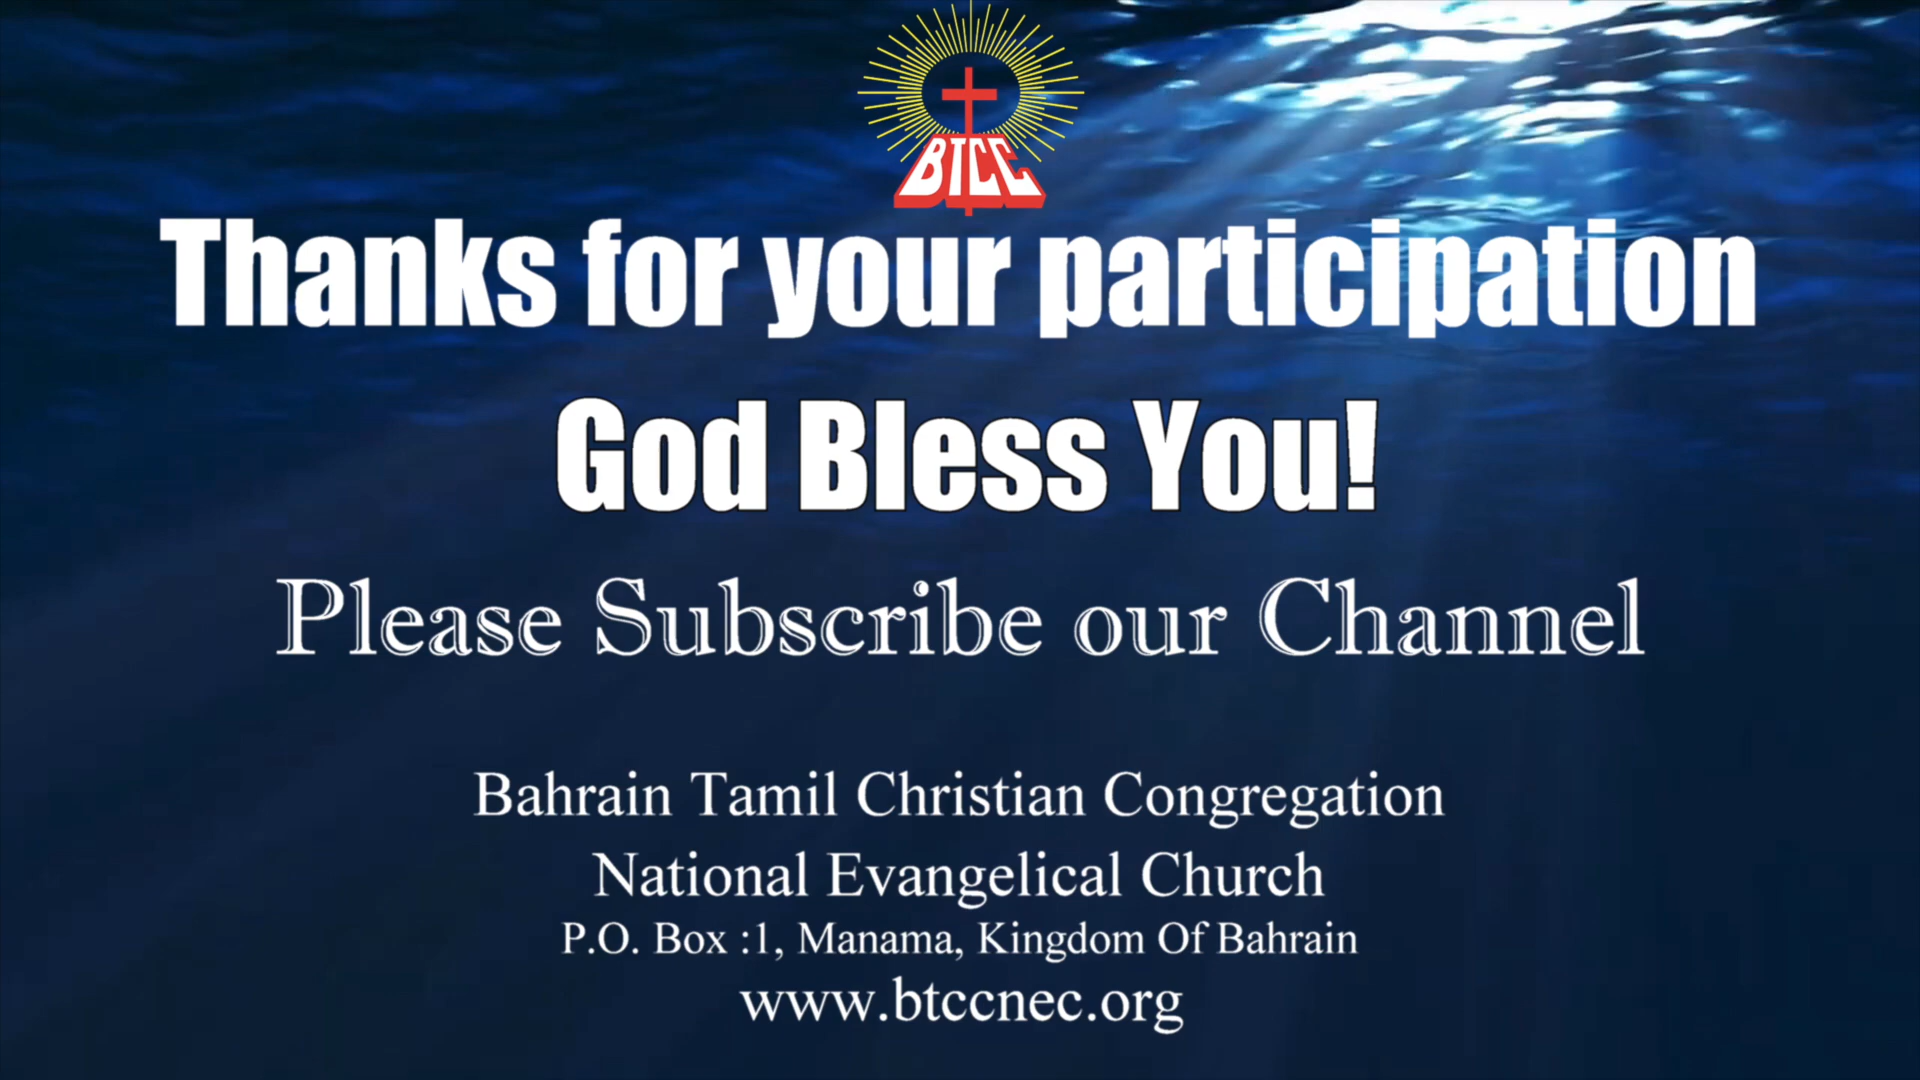 BTCC
Thanks for your participation
God Bless You!
Please Subscribe our Channel
Bahrain Tamil Christian Congregation
National Evangelical Church
P.O. Box :1, Manama, Kingdom Of Bahrain
www.btccnec.org